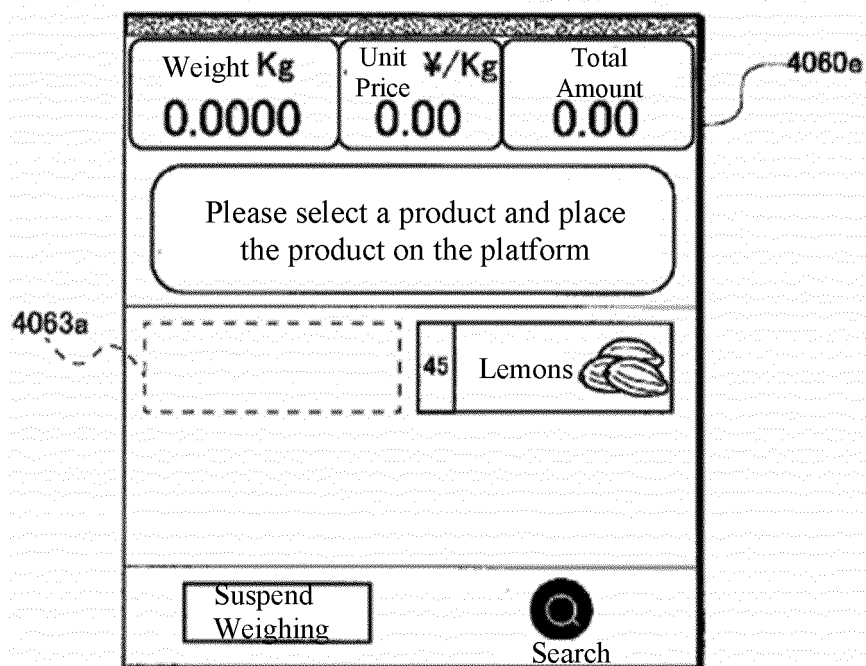 Weight Kg
0.0000
Unit Price ¥/Kg
0.00
Total
Amount
0.00
4060e
Please select a product and place
the product on the platform
4063a
45 Lemons
Suspend
Weighing
Search